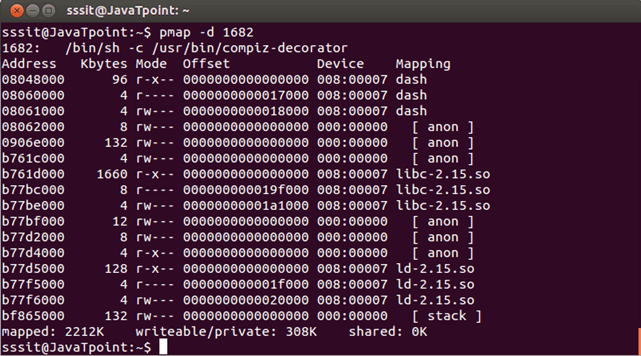 sssit@JavaTpoint: ~
sssit@JavaTpoint:~$ pmap -d 1682
1682:   /bin/sh -c /usr/bin/compiz-decorator
Address   Kbytes Mode  Offset           Device    Mapping
08048000      96 r-x-- 0000000000000000 008:00007 dash
08060000       4 r---- 0000000000017000 008:00007 dash
08061000       4 rw--- 0000000000018000 008:00007 dash
08062000       8 rw--- 0000000000000000 000:00000   [ anon ]
0906e000     132 rw--- 0000000000000000 000:00000   [ anon ]
b761c000       4 rw--- 0000000000000000 000:00000   [ anon ]
b761d000    1660 r-x-- 0000000000000000 008:00007 libc-2.15.so
b77bc000       8 r---- 000000000019f000 008:00007 libc-2.15.so
b77be000       4 rw--- 00000000001a1000 008:00007 libc-2.15.so
b77bf000      12 rw--- 0000000000000000 000:00000   [ anon ]
b77d2000       8 rw--- 0000000000000000 000:00000   [ anon ]
b77d4000       4 r-x-- 0000000000000000 000:00000   [ anon ]
b77d5000     128 r-x-- 0000000000000000 008:00007 ld-2.15.so
b77f5000       4 r---- 000000000001f000 008:00007 ld-2.15.so
b77f6000       4 rw--- 0000000000020000 008:00007 ld-2.15.so
bf865000     132 rw--- 0000000000000000 000:00000   [ stack ]
mapped: 2212K    writeable/private: 308K    shared: 0K
sssit@JavaTpoint:~$